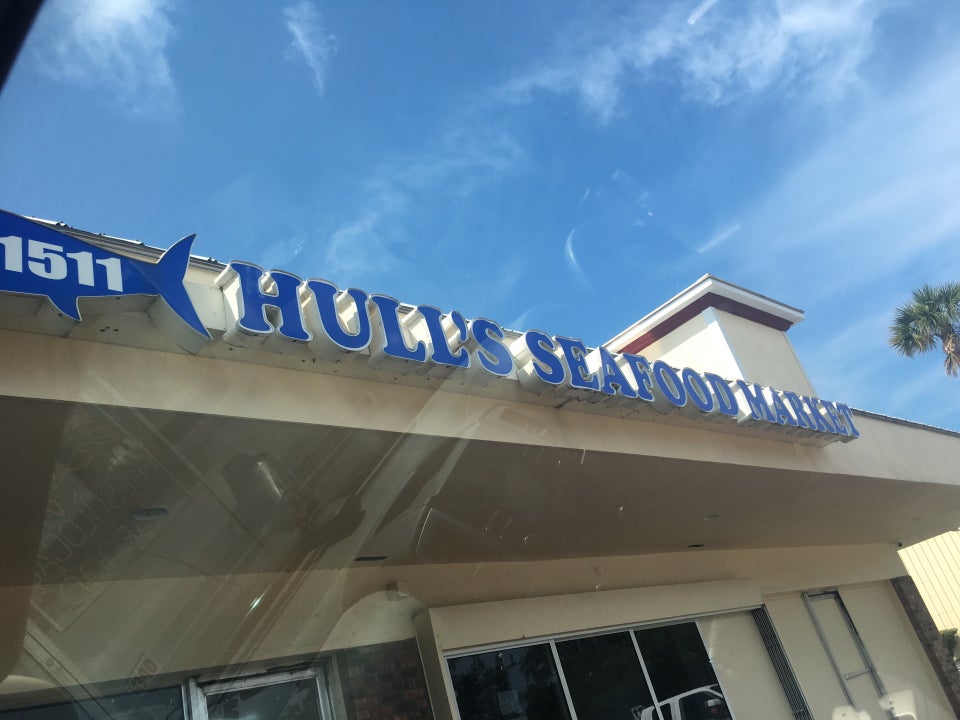 1511
HULL'S SEAFOOD MARKET